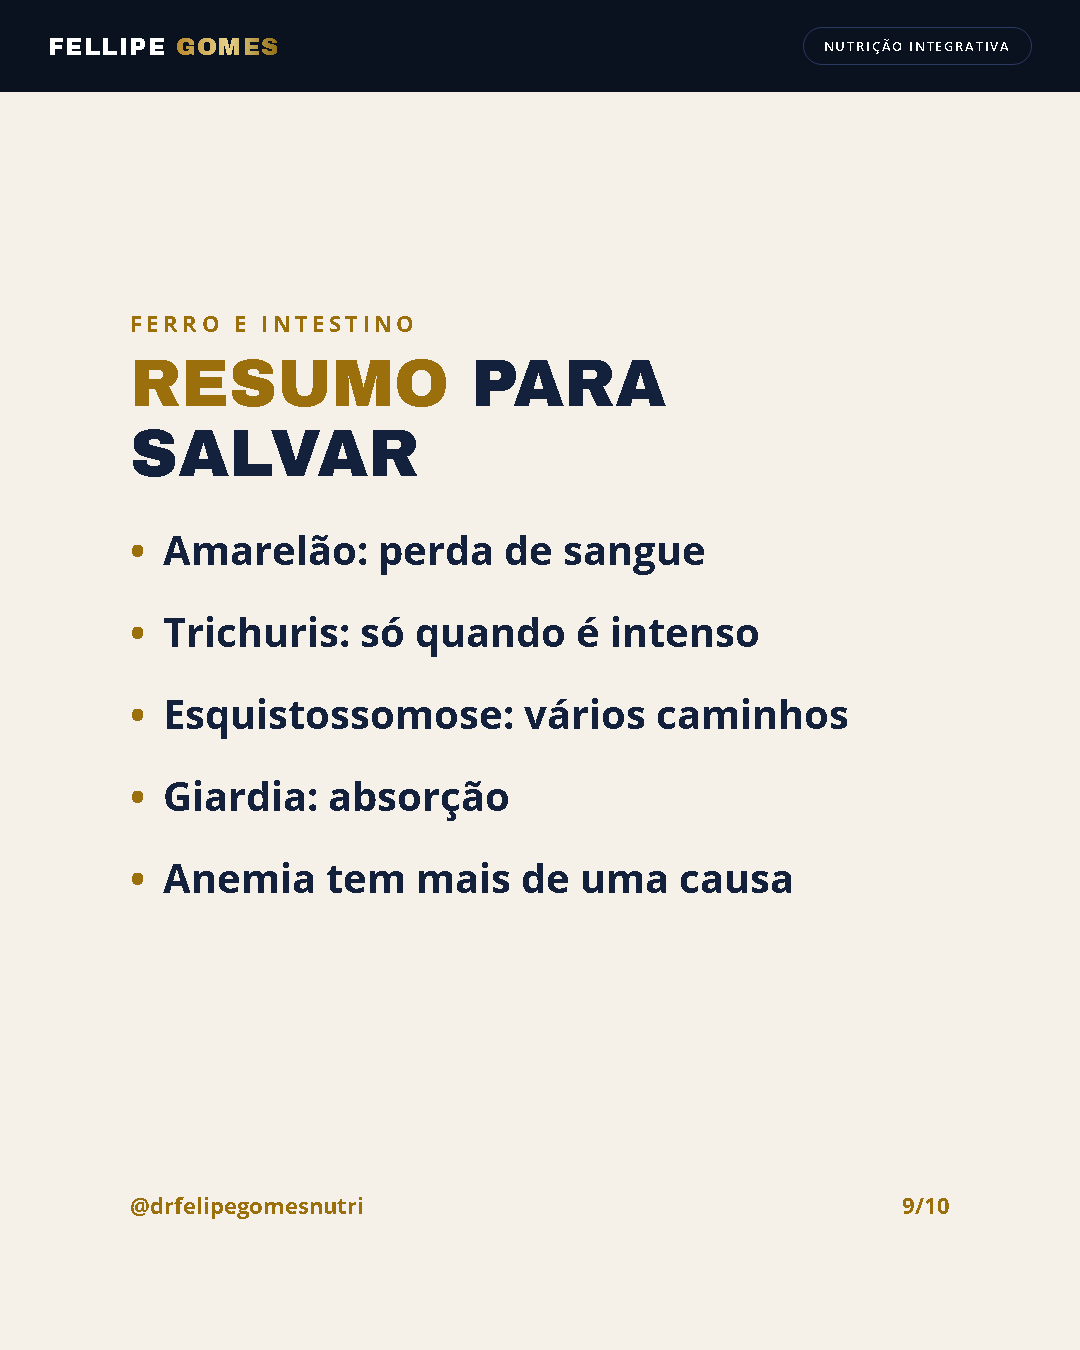 FELLIPE GOMES
NUTRIÇÃO INTEGRATIVA
FERRO E INTESTINO
RESUMO PARA
SALVAR
• Amarelão: perda de sangue
• Trichuris: só quando é intenso
• Esquistossomose: vários caminhos
• Giardia: absorção
• Anemia tem mais de uma causa
@drfelipegomesnutri
9/10